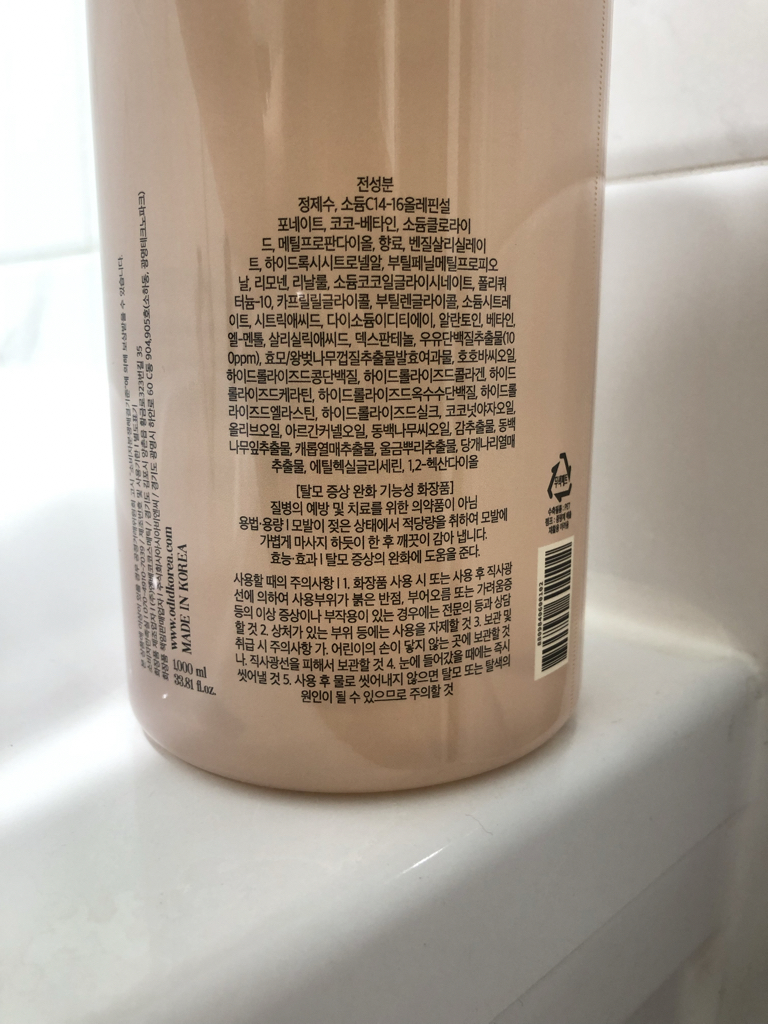 전성분
정제수, 소듐C14-16올레핀설
포네이트, 코코-베타인, 소듐클로라이
드, 메틸프로판다이올, 향료, 벤질살리실레이
트, 하이드록시시트로넬알, 부틸페닐메틸프로피오
날, 리모넨, 리날룰, 소듐코코일글라이시네이트, 폴리쿼
터늄-10, 카프릴릴글라이콜, 부틸렌글라이콜, 소듐시트레
이트, 시트릭애씨드, 다이소듐이디티에이, 알란토인, 베타인,
엘-멘톨, 살리실릭애씨드, 덱스판테놀, 우유단백질추출물(10
0ppm), 효모/왕벚나무껍질추출물발효여과물, 호호바씨오일,
하이드롤라이즈드콩단백질, 하이드롤라이즈드콜라겐, 하이드
롤라이즈드케라틴, 하이드롤라이즈드옥수수단백질, 하이드롤
라이즈드엘라스틴, 하이드롤라이즈드실크, 코코넛야자오일,
올리브오일, 아르간커넬오일, 동백나무씨오일, 감추출물, 동백
나무잎추출물, 캐롭열매추출물, 울금뿌리추출물, 당개나리열매
추출물, 에틸헥실글리세린, 1,2-헥산다이올
[탈모 증상 완화 기능성 화장품]
질병의 예방 및 치료를 위한 의약품이 아님
용법·용량 | 모발이 젖은 상태에서 적당량을 취하여 모발에
가볍게 마사지 하듯이 한 후 깨끗이 감아 냅니다.
효능·효과 | 탈모 증상의 완화에 도움을 준다.
사용할 때의 주의사항 | 1. 화장품 사용 시 또는 사용 후 직사광
선에 의하여 사용부위가 붉은 반점, 부어오름 또는 가려움증
등의 이상 증상이나 부작용이 있는 경우에는 전문의 등과 상담
할 것 2. 상처가 있는 부위 등에는 사용을 자제할 것 3. 보관 및
취급 시 주의사항 가. 어린이의 손이 닿지 않는 곳에 보관할 것
나. 직사광선을 피해서 보관할 것 4. 눈에 들어갔을 때에는 즉시
씻어낼 것 5. 사용 후 물로 씻어내지 않으면 탈모 또는 탈색의
원인이 될 수 있으므로 주의할 것
www.odidkorea.com
MADE IN KOREA
1,000 ml
33.81 fl.oz.
무색페트